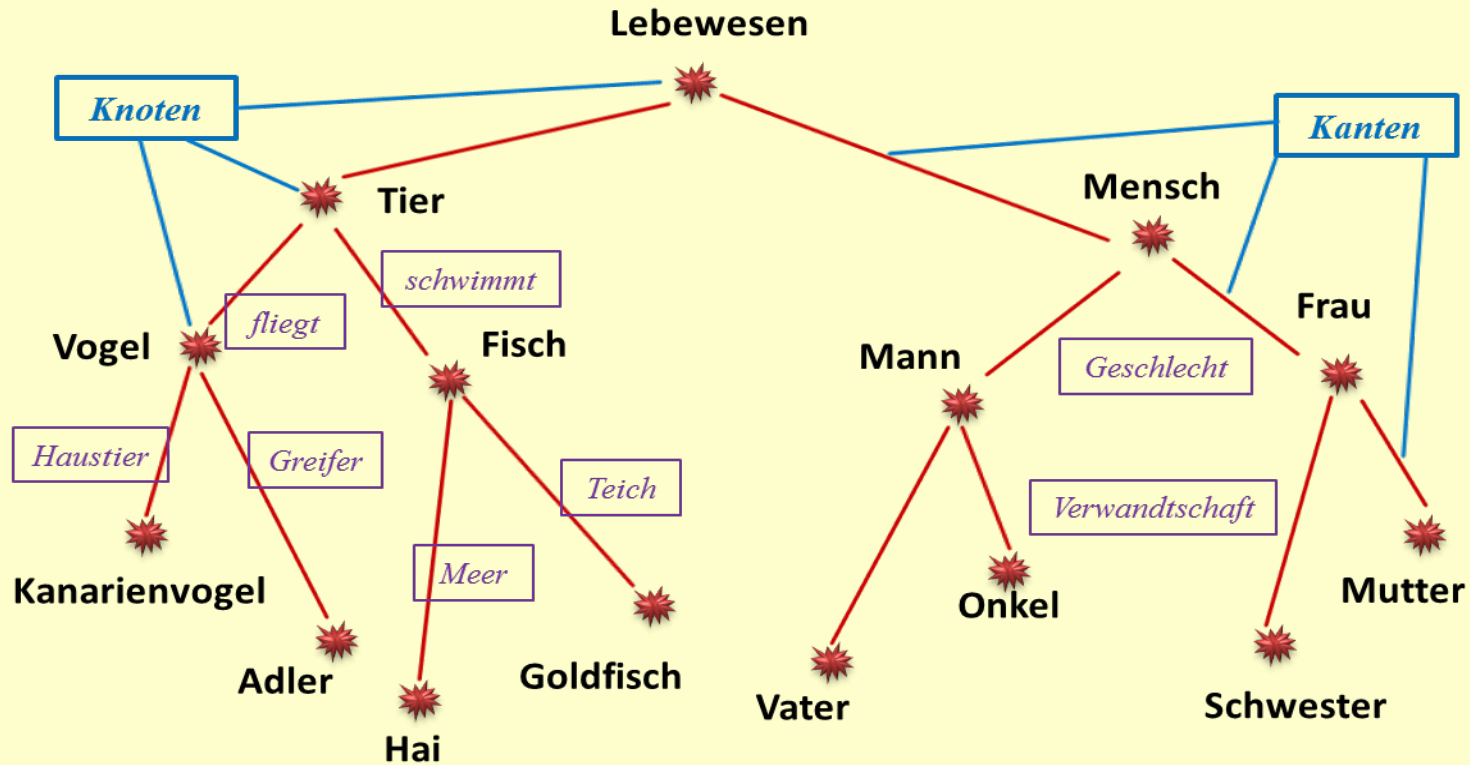 Lebewesen
Knoten
Kanten
Tier
Mensch
schwimmt
fliegt
Vogel
Fisch
Frau
Mann
Geschlecht
Haustier
Greifer
Teich
Verwandtschaft
Meer
Kanarienvogel
Onkel
Mutter
Adler
Goldfisch
Vater
Schwester
Hai